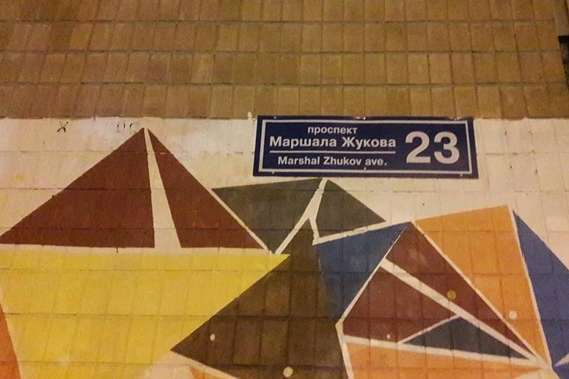 проспект
Маршала Жукова 23
Marshal Zhukov ave.